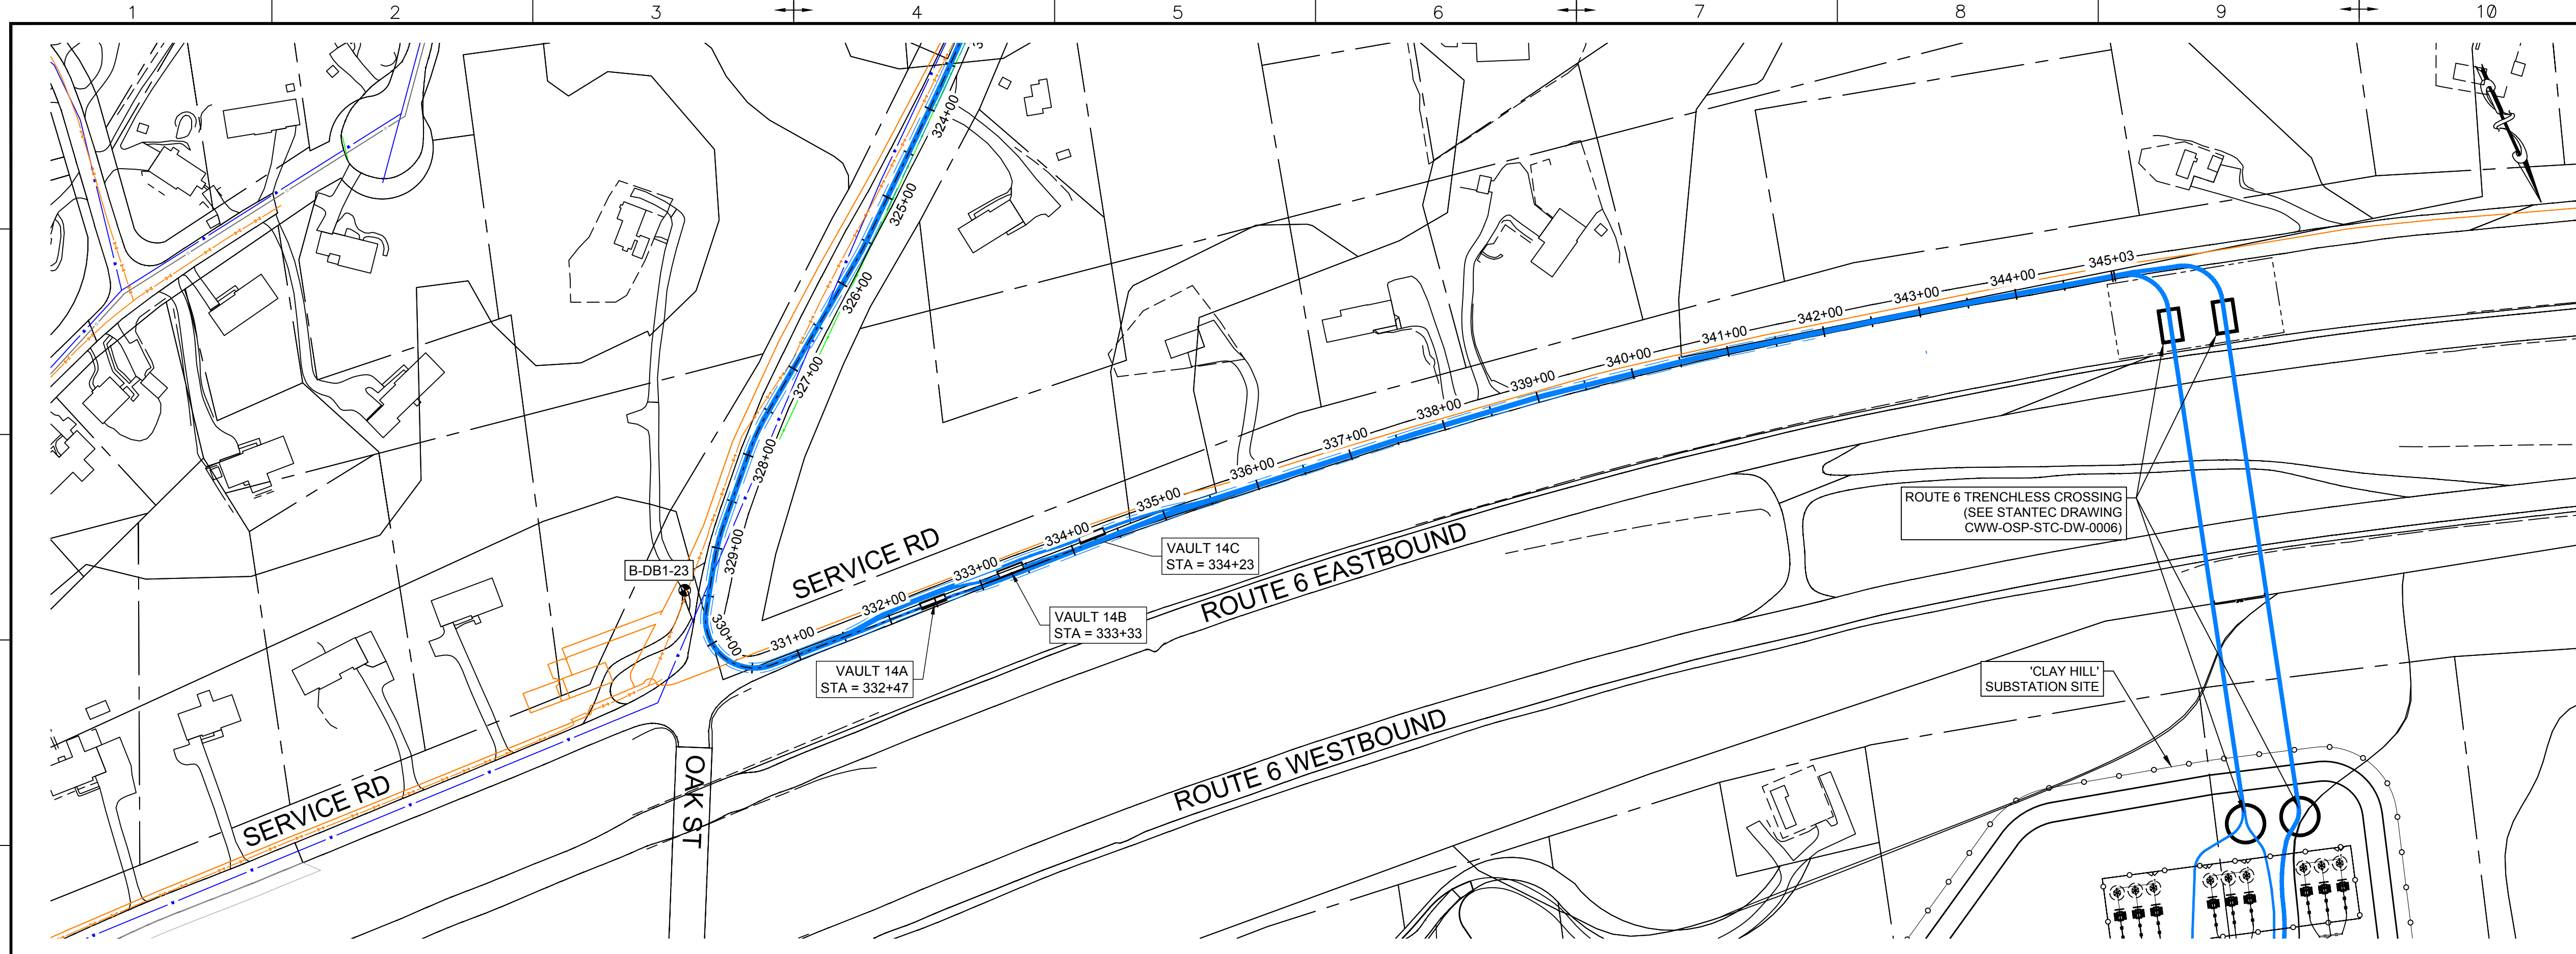 1 2 3 4 5 6 7 8 9 10
324+00
325+00
326+00
327+00
328+00
329+00
330+00
331+00
332+00
333+00
334+00
335+00
336+00
337+00
338+00
339+00
340+00
341+00
342+00
343+00
344+00
345+03
B-DB1-23
SERVICE RD
VAULT 14C
STA = 334+23
VAULT 14B
STA = 333+33
VAULT 14A
STA = 332+47
ROUTE 6 EASTBOUND
ROUTE 6 TRENCHLESS CROSSING
(SEE STANTEC DRAWING
CWW-OSP-STC-DW-0006)
'CLAY HILL'
SUBSTATION SITE
ROUTE 6 WESTBOUND
OAK ST
SERVICE RD